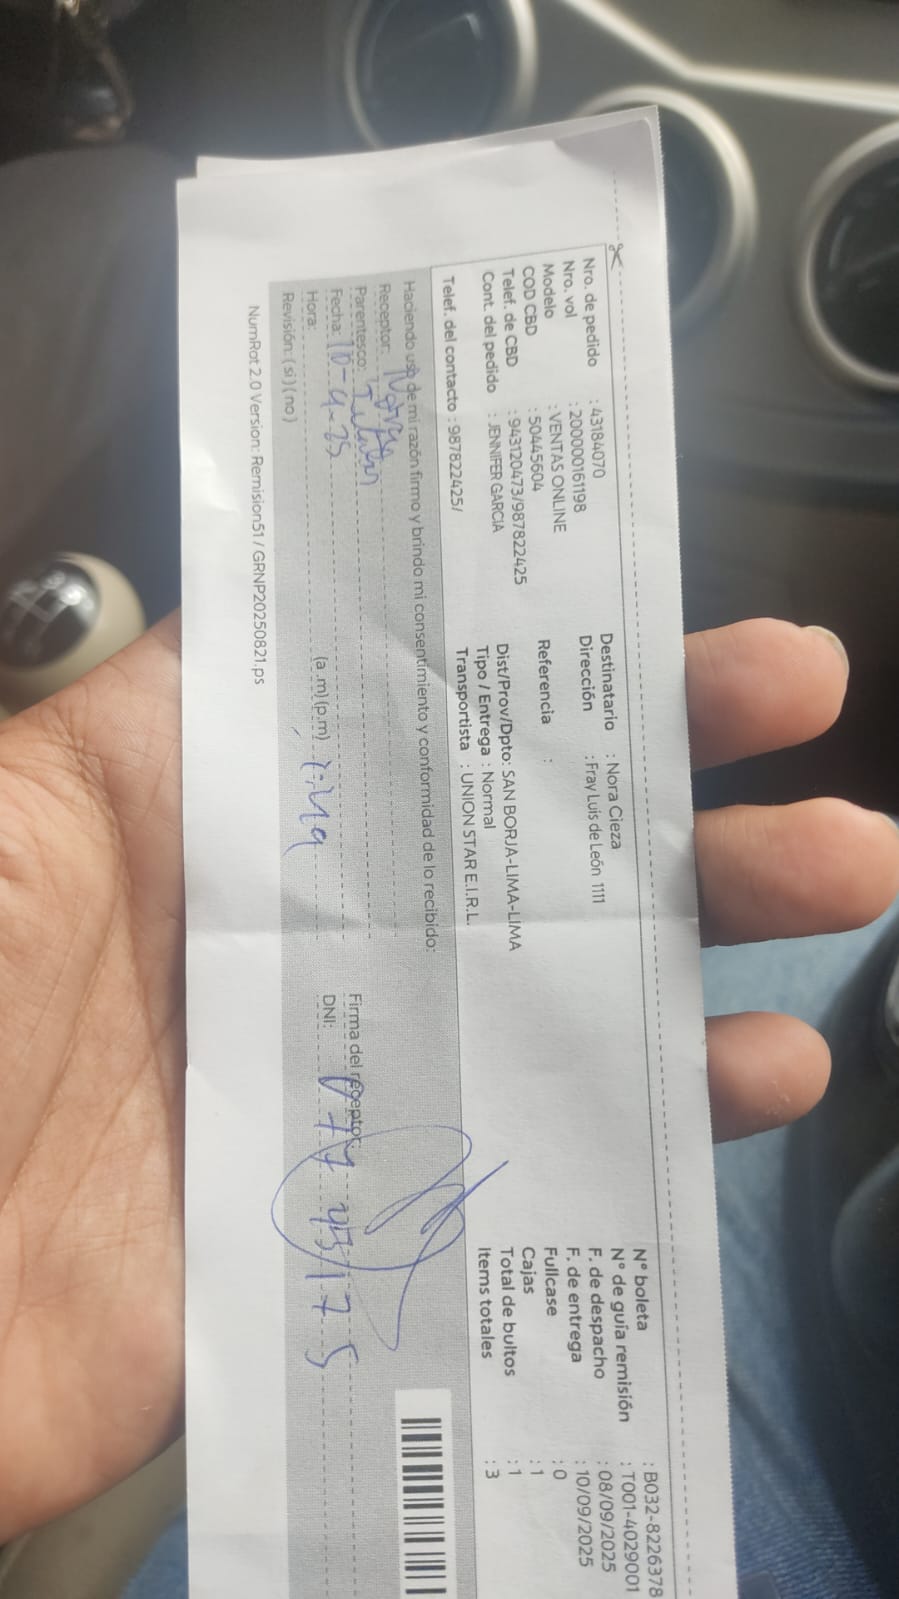 Nro. de pedido : 43184070
Nro. vol : 200000161198
Modelo : VENTAS ONLINE
COD CBD : 50445604
Telef. de CBD : 943120473/987822425
Cont. del pedido : JENNIFER GARCIA
Telef. del contacto : 987822425/
Destinatario : Nora Cieza
Dirección : Fray Luis de León 1111
Referencia :
Dist/Prov/Dpto: SAN BORJA-LIMA-LIMA
Tipo / Entrega : Normal
Transportista : UNION STAR E.I.R.L.
N° boleta : B032-8226378
N° de guia remisión : T001-4029001
F. de despacho : 08/09/2025
F. de entrega : 10/09/2025
Fullcase : 0
Cajas : 1
Total de bultos : 1
Items totales : 3
Haciendo uso de mi razón firmo y brindo mi consentimiento y conformidad de lo recibido:
Receptor: Nora
Parentesco:
Fecha: 10-9-25
Hora: (a.m)(p.m)
Revisión: (si)(no)
Firma del receptor:
DNI:
NumRot 2.0 Version: Remision51 / GRNP20250821.ps